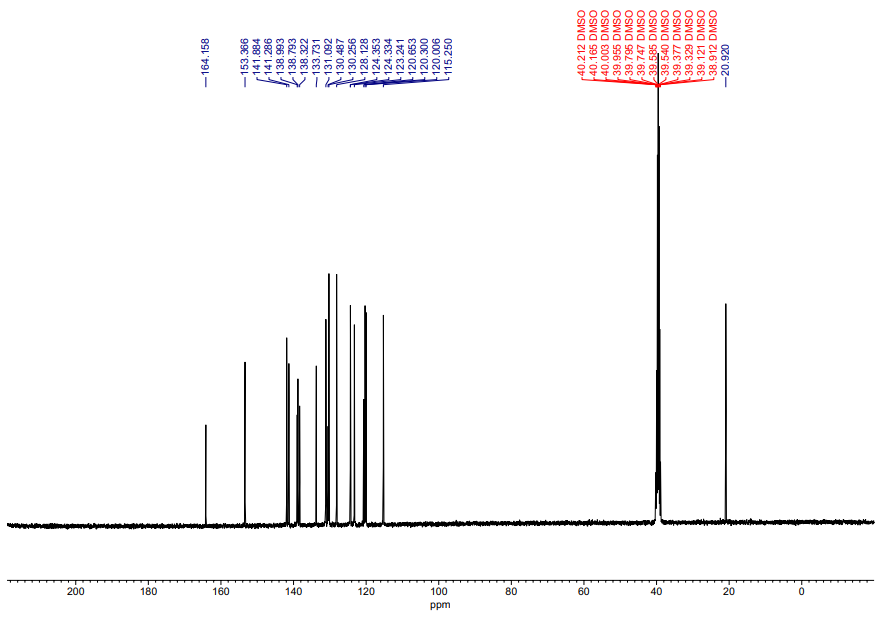 164.158
153.366
141.884
141.286
138.993
138.793
138.322
133.731
131.092
130.487
130.256
128.128
124.353
124.334
123.241
120.653
120.300
120.006
115.250
40.212 DMSO
40.165 DMSO
40.003 DMSO
39.955 DMSO
39.795 DMSO
39.747 DMSO
39.585 DMSO
39.540 DMSO
39.377 DMSO
39.329 DMSO
39.121 DMSO
38.912 DMSO
20.920
200 180 160 140 120 100 80 60 40 20 0
ppm